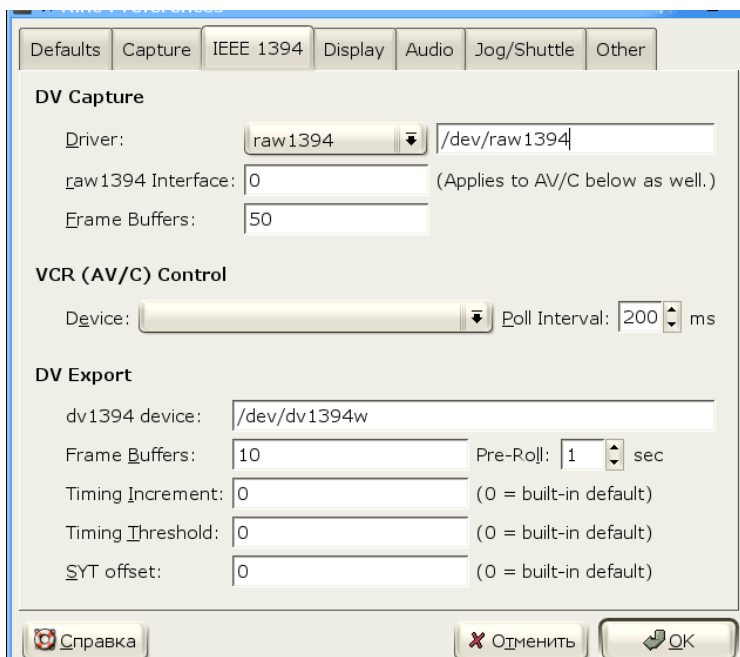 Defaults Capture IEEE 1394 Display Audio Jog/Shuttle Other
DV Capture
Driver: raw1394 /dev/raw1394
raw1394 Interface: 0 (Applies to AV/C below as well.)
Frame Buffers: 50
VCR (AV/C) Control
Device: Poll Interval: 200 ms
DV Export
dv1394 device: /dev/dv1394w
Frame Buffers: 10 Pre-Roll: 1 sec
Timing Increment: 0 (0 = built-in default)
Timing Threshold: 0 (0 = built-in default)
SYT offset: 0 (0 = built-in default)
Справка Отменить OK